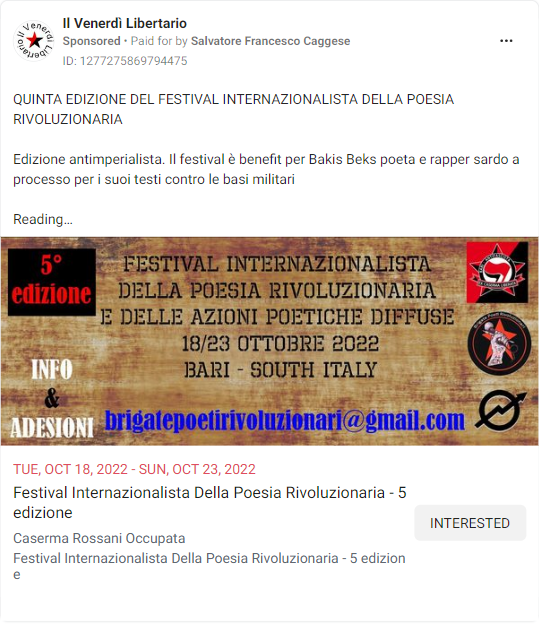 Il Venerdì Libertario
Il Venerdì Libertario
Sponsored • Paid for by Salvatore Francesco Caggese
ID: 1277275869794475
QUINTA EDIZIONE DEL FESTIVAL INTERNAZIONALISTA DELLA POESIA
RIVOLUZIONARIA
Edizione antimperialista. Il festival è benefit per Bakis Beks poeta e rapper sardo a
processo per i suoi testi contro le basi militari
Reading...
5°
edizione
FESTIVAL INTERNAZIONALISTA
DELLA POESIA RIVOLUZIONARIA
E DELLE AZIONI POETICHE DIFFUSE
18/23 OTTOBRE 2022
BARI - SOUTH ITALY
INFO
&
ADESIONI
brigatepoetirivoluzionari@gmail.com
TUE, OCT 18, 2022 - SUN, OCT 23, 2022
Festival Internazionalista Della Poesia Rivoluzionaria - 5
edizione
INTERESTED
Caserma Rossani Occupata
Festival Internazionalista Della Poesia Rivoluzionaria - 5 edizion
e